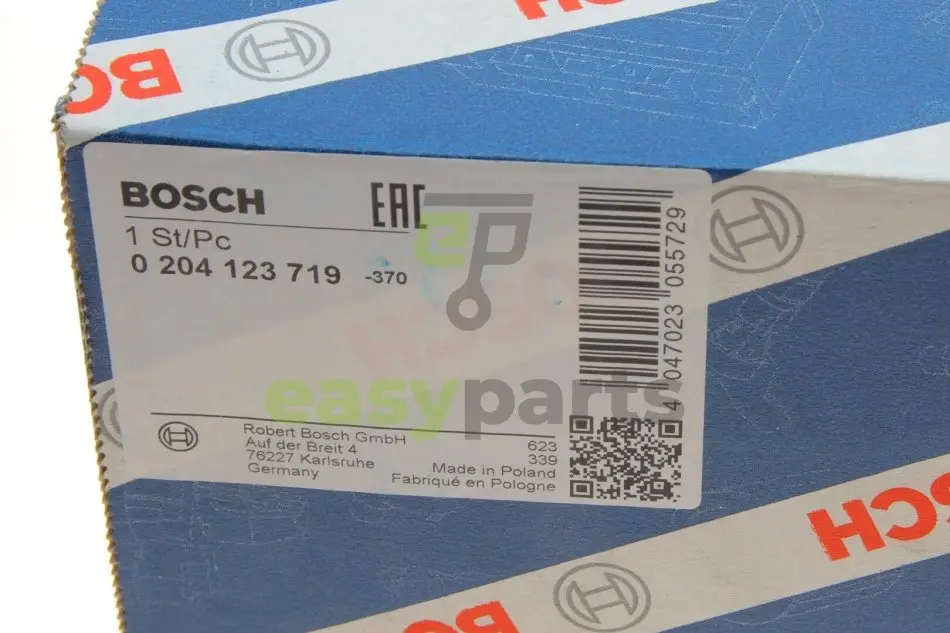 BOSCH
BOSCH
BOSCH EAC
1 St/Pc
0 204 123 719 -370
4 047023 055729
easyparts
Robert Bosch GmbH
Auf der Breit 4
76227 Karlsruhe
Germany
623
339
Made in Poland
Fabriqué en Pologne
BOSCH
BOSCH